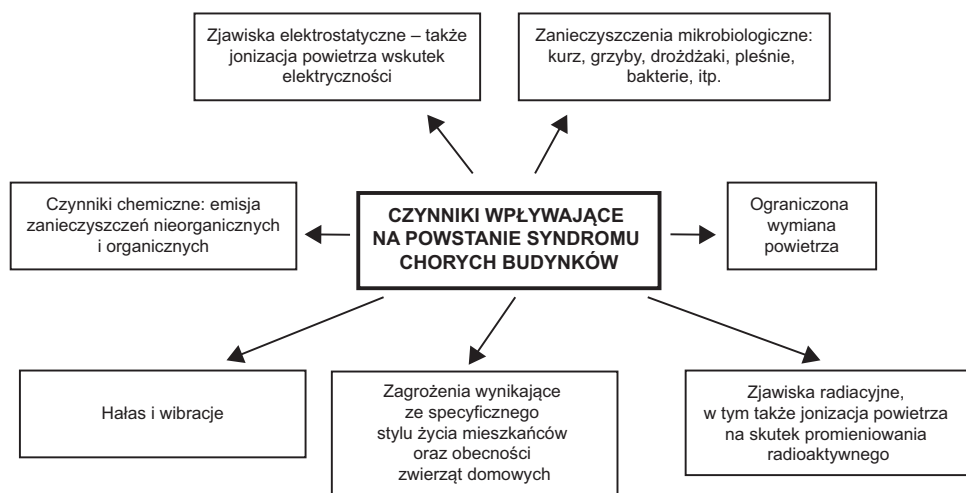 Zjawiska elektrostatyczne – także
jonizacja powietrza wskutek
elektryczności
Zanieczyszczenia mikrobiologiczne:
kurz, grzyby, drożdżaki, pleśnie,
bakterie, itp.
Czynniki chemiczne: emisja
zanieczyszczeń nieorganicznych
i organicznych
CZYNNIKI WPŁYWAJĄCE
NA POWSTANIE SYNDROMU
CHORYCH BUDYNKÓW
Ograniczona
wymiana
powietrza
Hałas i wibracje
Zagrożenia wynikające
ze specyficznego
stylu życia mieszkańców
oraz obecności
zwierząt domowych
Zjawiska radiacyjne,
w tym także jonizacja powietrza
na skutek promieniowania
radioaktywnego